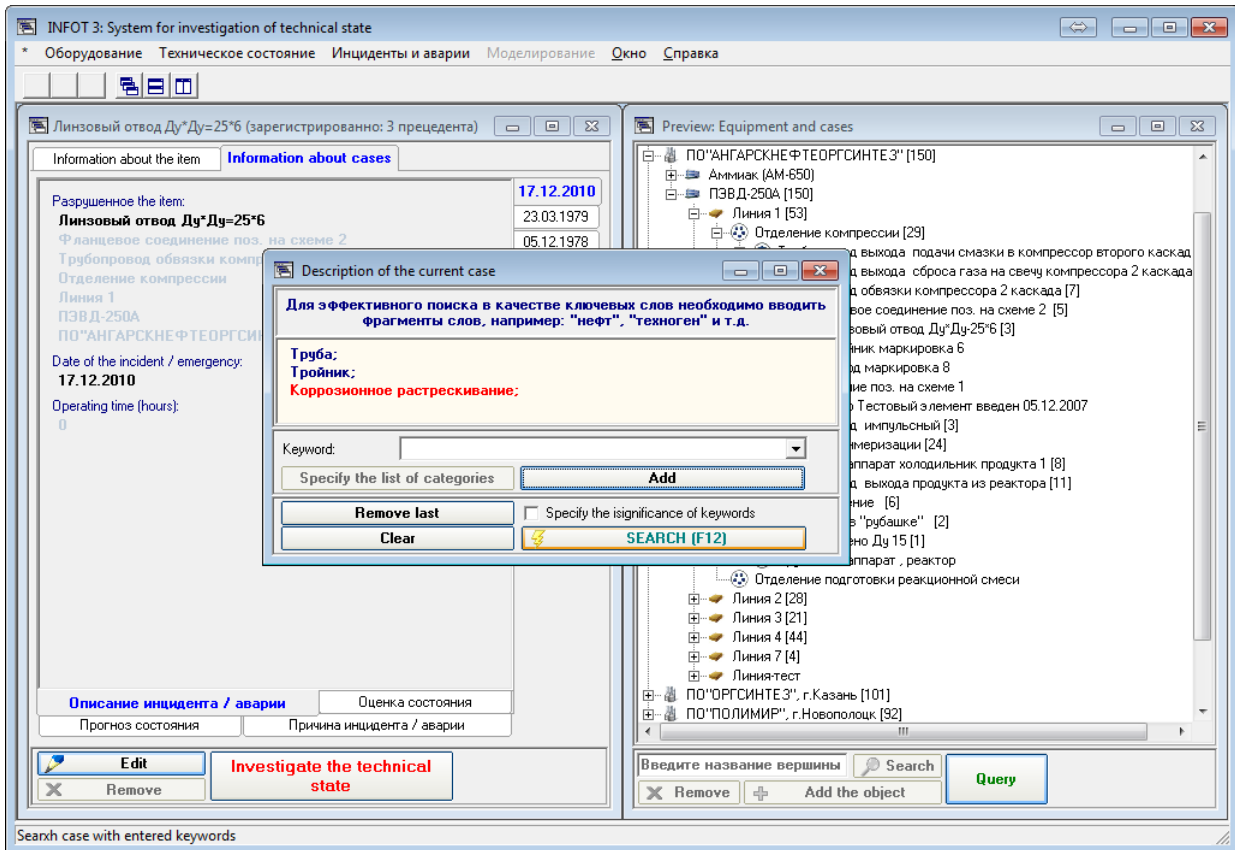 INFOT 3: System for investigation of technical state
* Оборудование Техническое состояние Инциденты и аварии Моделирование Окно Справка
Линзовый отвод Ду*Ду=25*6 (зарегистрированно: 3 прецедента)
Information about the item Information about cases
17.12.2010
23.03.1979
05.12.1978
Разрушенное the item:
Линзовый отвод Ду*Ду=25*6
Фланцевое соединение поз. на схеме 2
Трубопровод обвязки
Отделение компрессии
Линия 1
ПЭВД-250А
Date of the incident / emergency:
17.12.2010
Operating time (hours):
0
Описание инцидента / аварии Оценка состояния
Прогноз состояния Причина инцидента / аварии
Edit
Remove
Investigate the technical
state
Description of the current case
Для эффективного поиска в качестве ключевых слов необходимо вводить
фрагменты слов, например: "нефт", "техноген" и т.д.
Труба;
Тройник;
Коррозионное растрескивание;
Keyword:
Specify the list of categories Add
Remove last Specify the isignificance of keywords
Clear SEARCH (F12)
Preview: Equipment and cases
ПО"АНГАРСКНЕФТЕОРГСИНТЕЗ" [150]
Аммиак (АМ-650)
ПЭВД-250А [150]
Линия 1 [53]
Отделение компрессии [29]
выхода подачи смазки в компрессор второго каскад
выхода сброса газа на свечу компрессора 2 каскада
обвязки компрессора 2 каскада [7]
соединение поз. на схеме 2 [5]
отвод Ду*Ду-25*6 [3]
маркировка 6
маркировка 8
поз. на схеме 1
Тестовый элемент введен 05.12.2007
импульсный [3]
[24]
аппарат холодильник продукта 1 [8]
выхода продукта из реактора [11]
[6]
в "рубашке" [2]
Ду 15 [1]
аппарат , реактор
Отделение подготовки реакционной смеси
Линия 2 [28]
Линия 3 [21]
Линия 4 [44]
Линия 7 [4]
Линия-тест
ПО"ОРГСИНТЕЗ", г.Казань [101]
ПО"ПОЛИМИР", г.Новополоцк [92]
Введите название вершины Search
Remove Add the object
Query
Searxh case with entered keywords